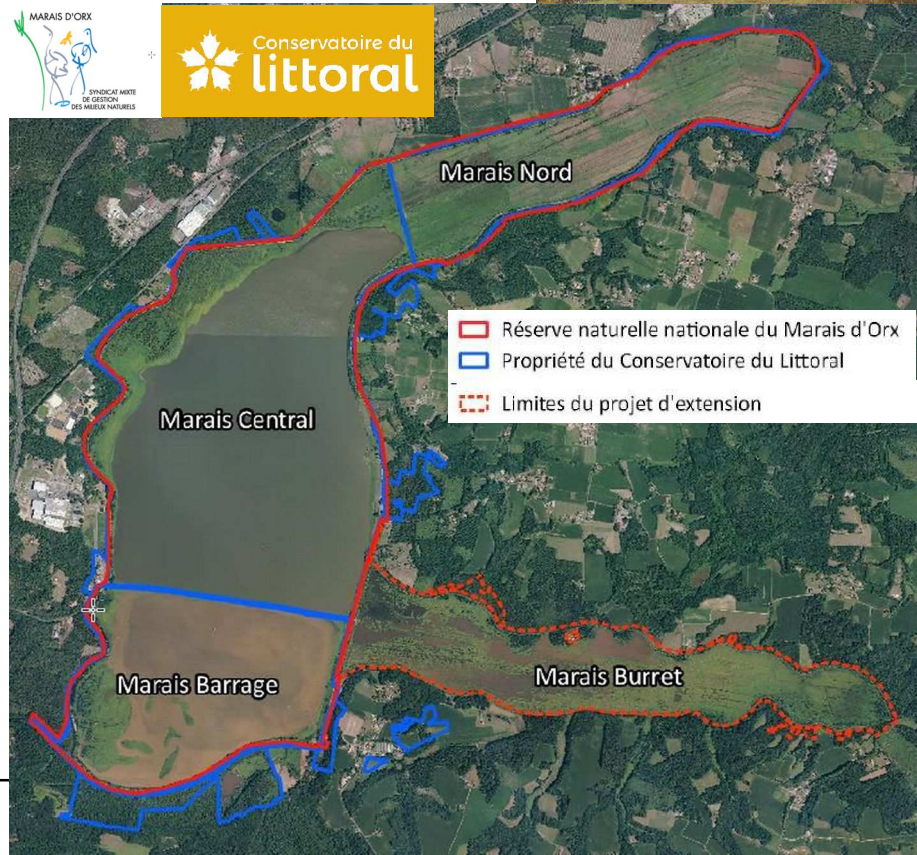 MARAIS D'ORX
SYNDICAT MIXTE
DE GESTION
DES MILIEUX NATURELS
Conservatoire du
littoral
Marais Nord
Réserve naturelle nationale du Marais d'Orx
Propriété du Conservatoire du Littoral
Limites du projet d'extension
Marais Central
Marais Burret
Marais Barrage